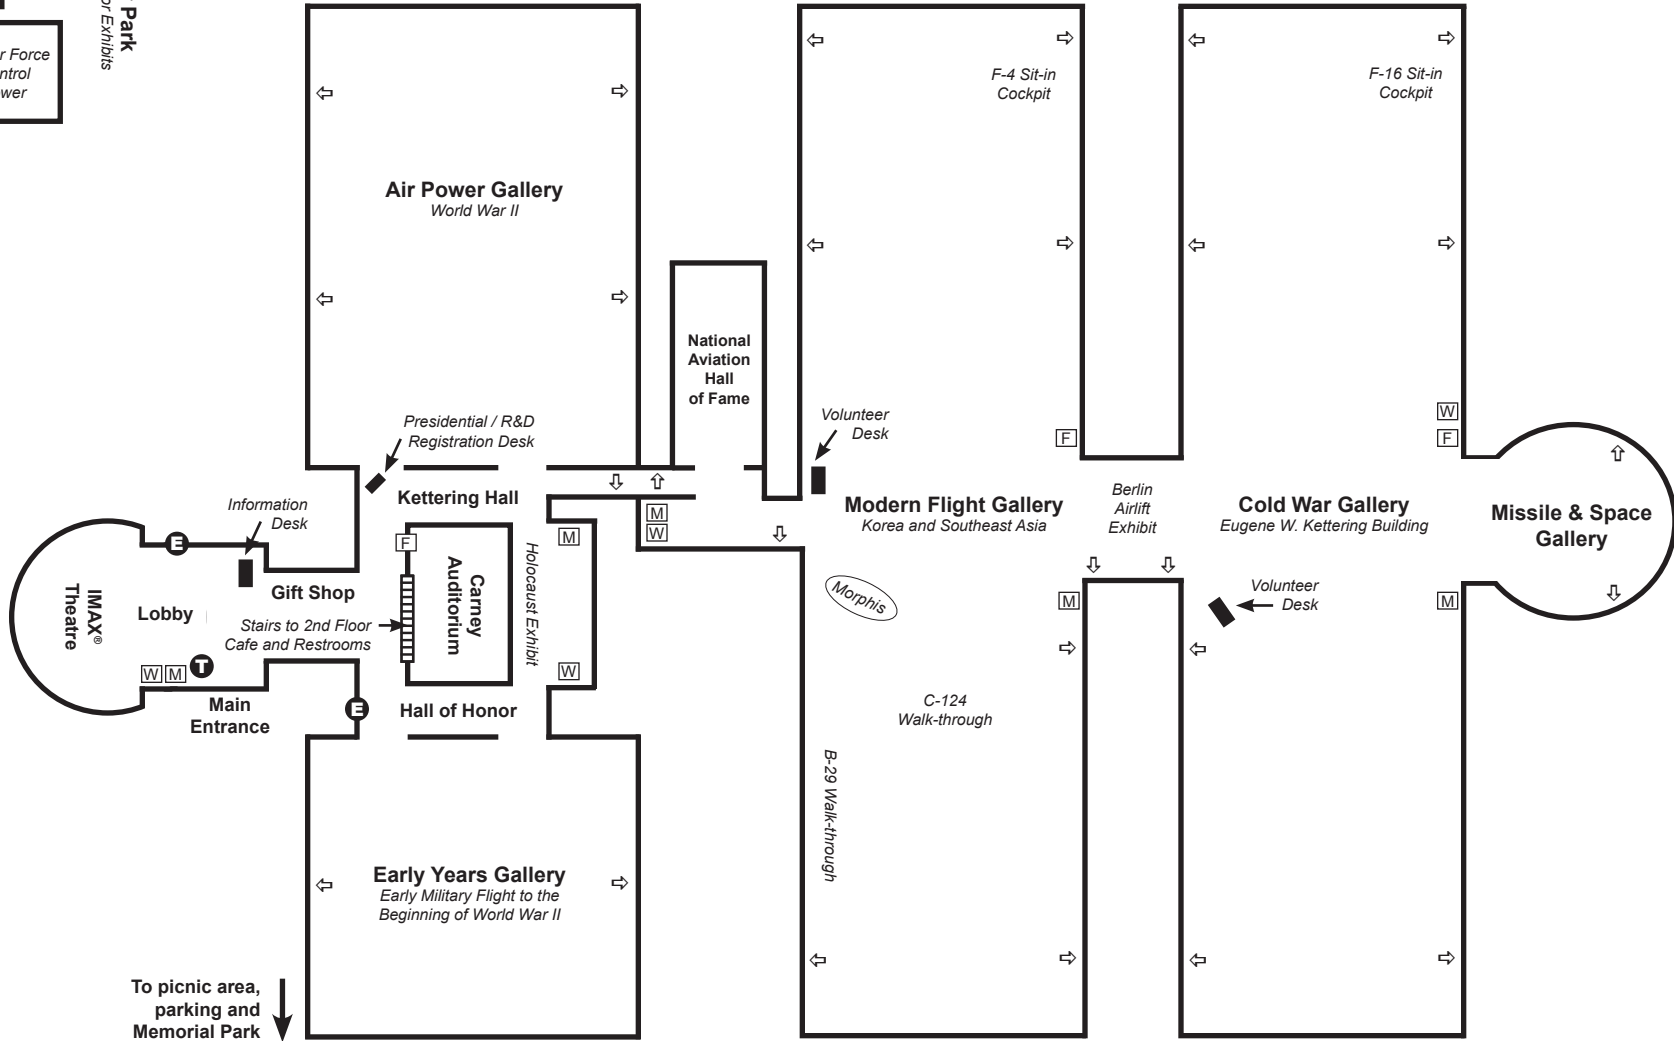 Park
or Exhibits
r Force
ntrol
wer
Air Power Gallery
World War II
F-4 Sit-in
Cockpit
F-16 Sit-in
Cockpit
National
Aviation
Hall
of Fame
Presidential / R&D
Registration Desk
Volunteer
Desk
F
W
F
Kettering Hall
Information
Desk
M
W
Modern Flight Gallery
Korea and Southeast Asia
Berlin
Airlift
Exhibit
Cold War Gallery
Eugene W. Kettering Building
Missile & Space
Gallery
E
F
M
Holocaust Exhibit
Carney
Auditorium
IMAX®
Theatre
Lobby
Gift Shop
Stairs to 2nd Floor
Cafe and Restrooms
Morphis
M
Volunteer
Desk
M
W M
T
W
Main
Entrance
E
Hall of Honor
C-124
Walk-through
B-29 Walk-through
Early Years Gallery
Early Military Flight to the
Beginning of World War II
To picnic area,
parking and
Memorial Park